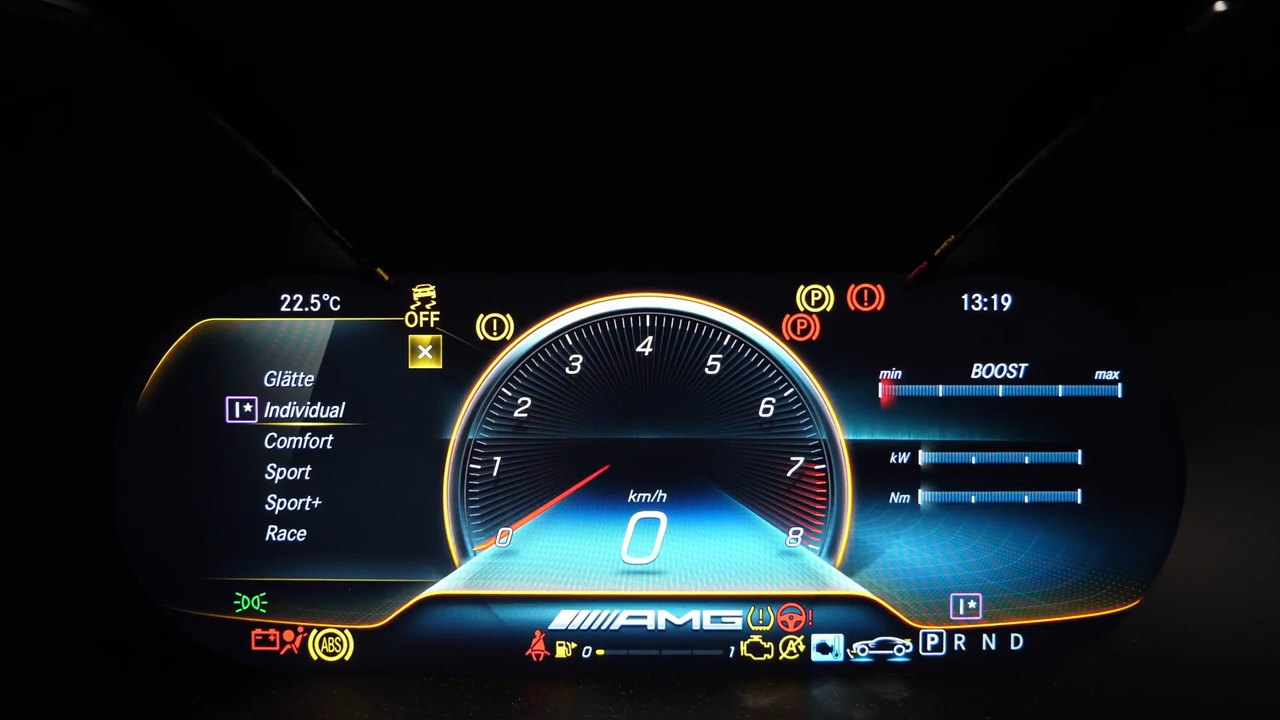 22.5°C
OFF
P
!
13:19
!
P
Glätte
I* Individual
Comfort
Sport
Sport+
Race
0
1
2
3
4
5
6
7
8
km/h
0
min BOOST max
kW
Nm
I*
AMG
!
!
ABS
0
1
A
P R N D